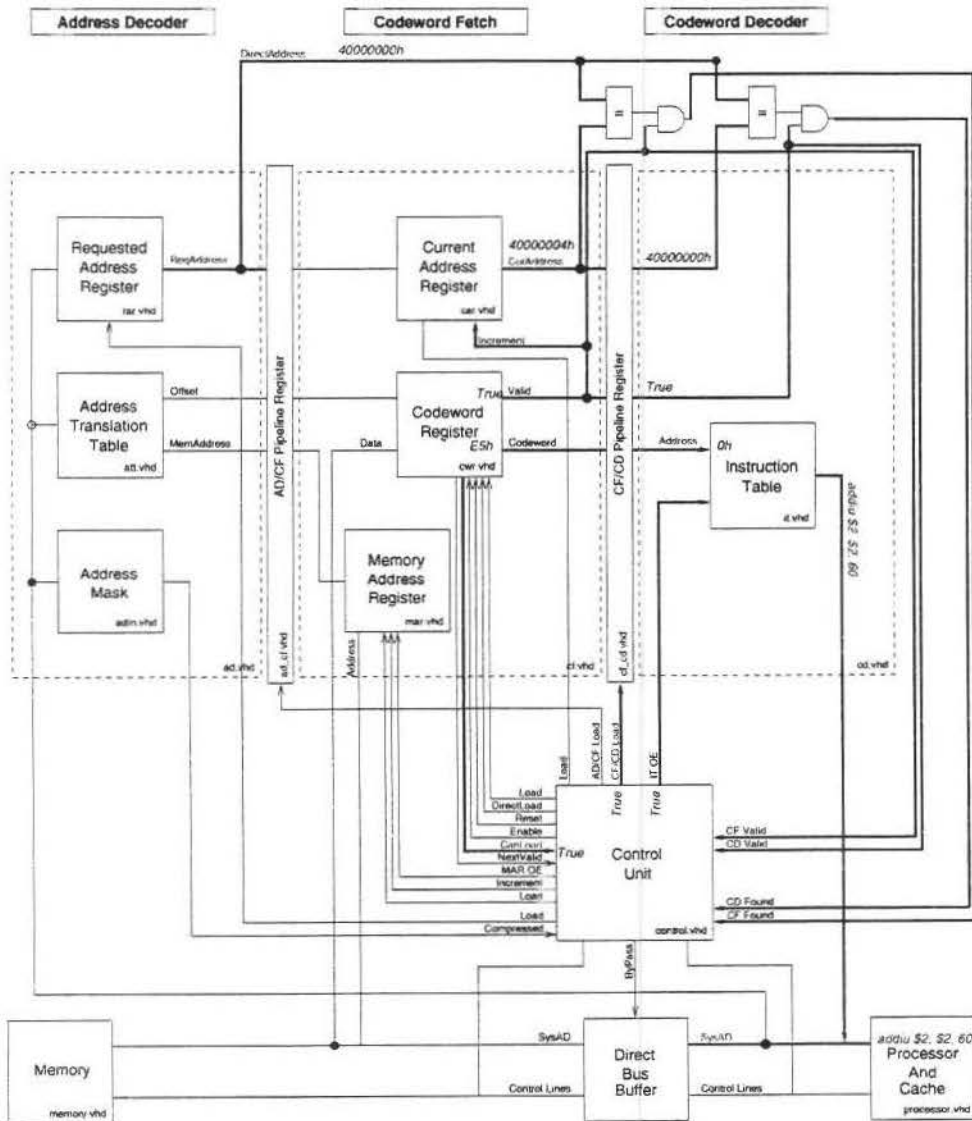 Address Decoder
Codeword Fetch
Codeword Decoder
DirectAddress
40000000h
=
=
Requested
Address
Register
rar.vhd
ReqAddress
Current
Address
Register
car.vhd
40000004h
CurAddress
40000000h
Increment
AD/CF Pipeline Register
CF/CD Pipeline Register
Address
Translation
Table
att.vhd
Offset
MemAddress
Codeword
Register
cwr.vhd
Data
True
Valid
E5h
Codeword
True
Address
0h
Instruction
Table
it.vhd
addiu $2, $2, 60
Address
Mask
Memory
Address
Register
mar.vhd
Address
ad.vhd
ad_cf.vhd
cf.vhd
cf_cd.vhd
cd.vhd
Load
AD/CF Load
CF/CD Load
IT OE
True
True
Load
DirectLoad
Reset
Enable
CanLoad
NextValid
MAR OE
Increment
Load
Load
Compressed
True
Control
Unit
control.vhd
CF Valid
CD Valid
CD Found
CF Found
ByPass
Memory
memory.vhd
SysAD
Control Lines
Direct
Bus
Buffer
SysAD
Control Lines
addiu $2, $2, 60
Processor
And
Cache
processor.vhd